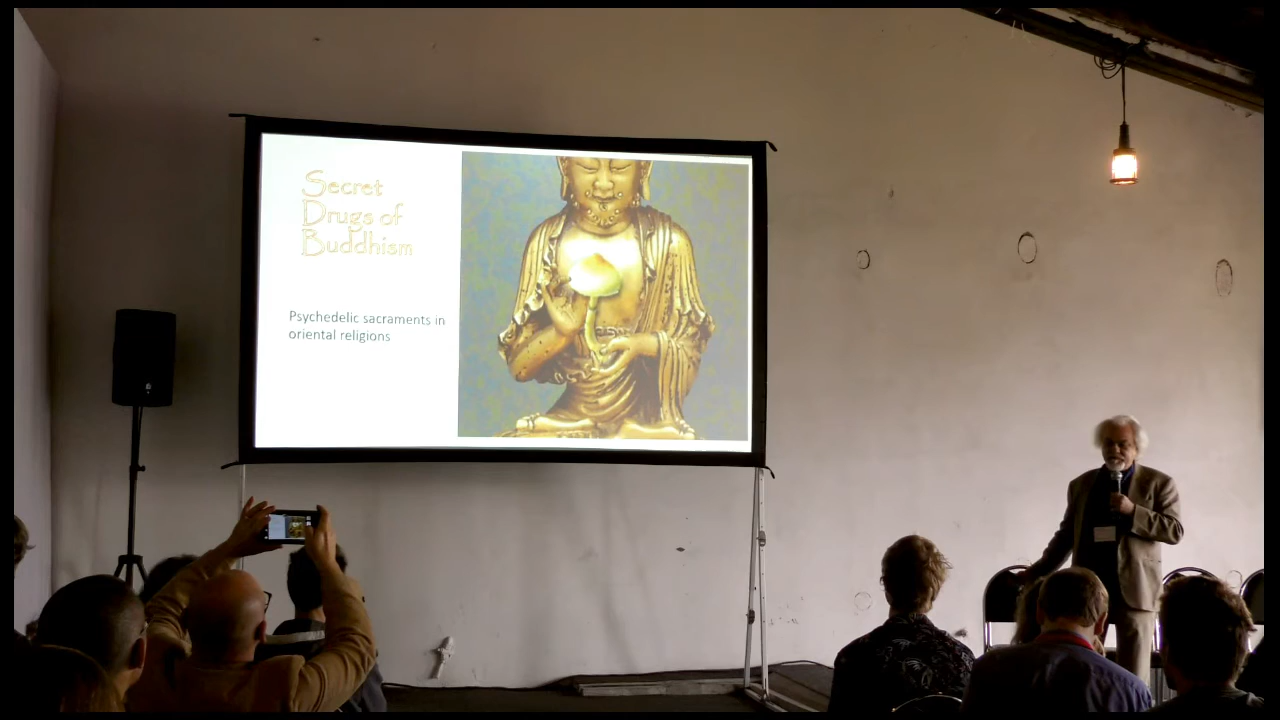 Secret
Drugs of
Buddhism
Psychedelic sacraments in
oriental religions